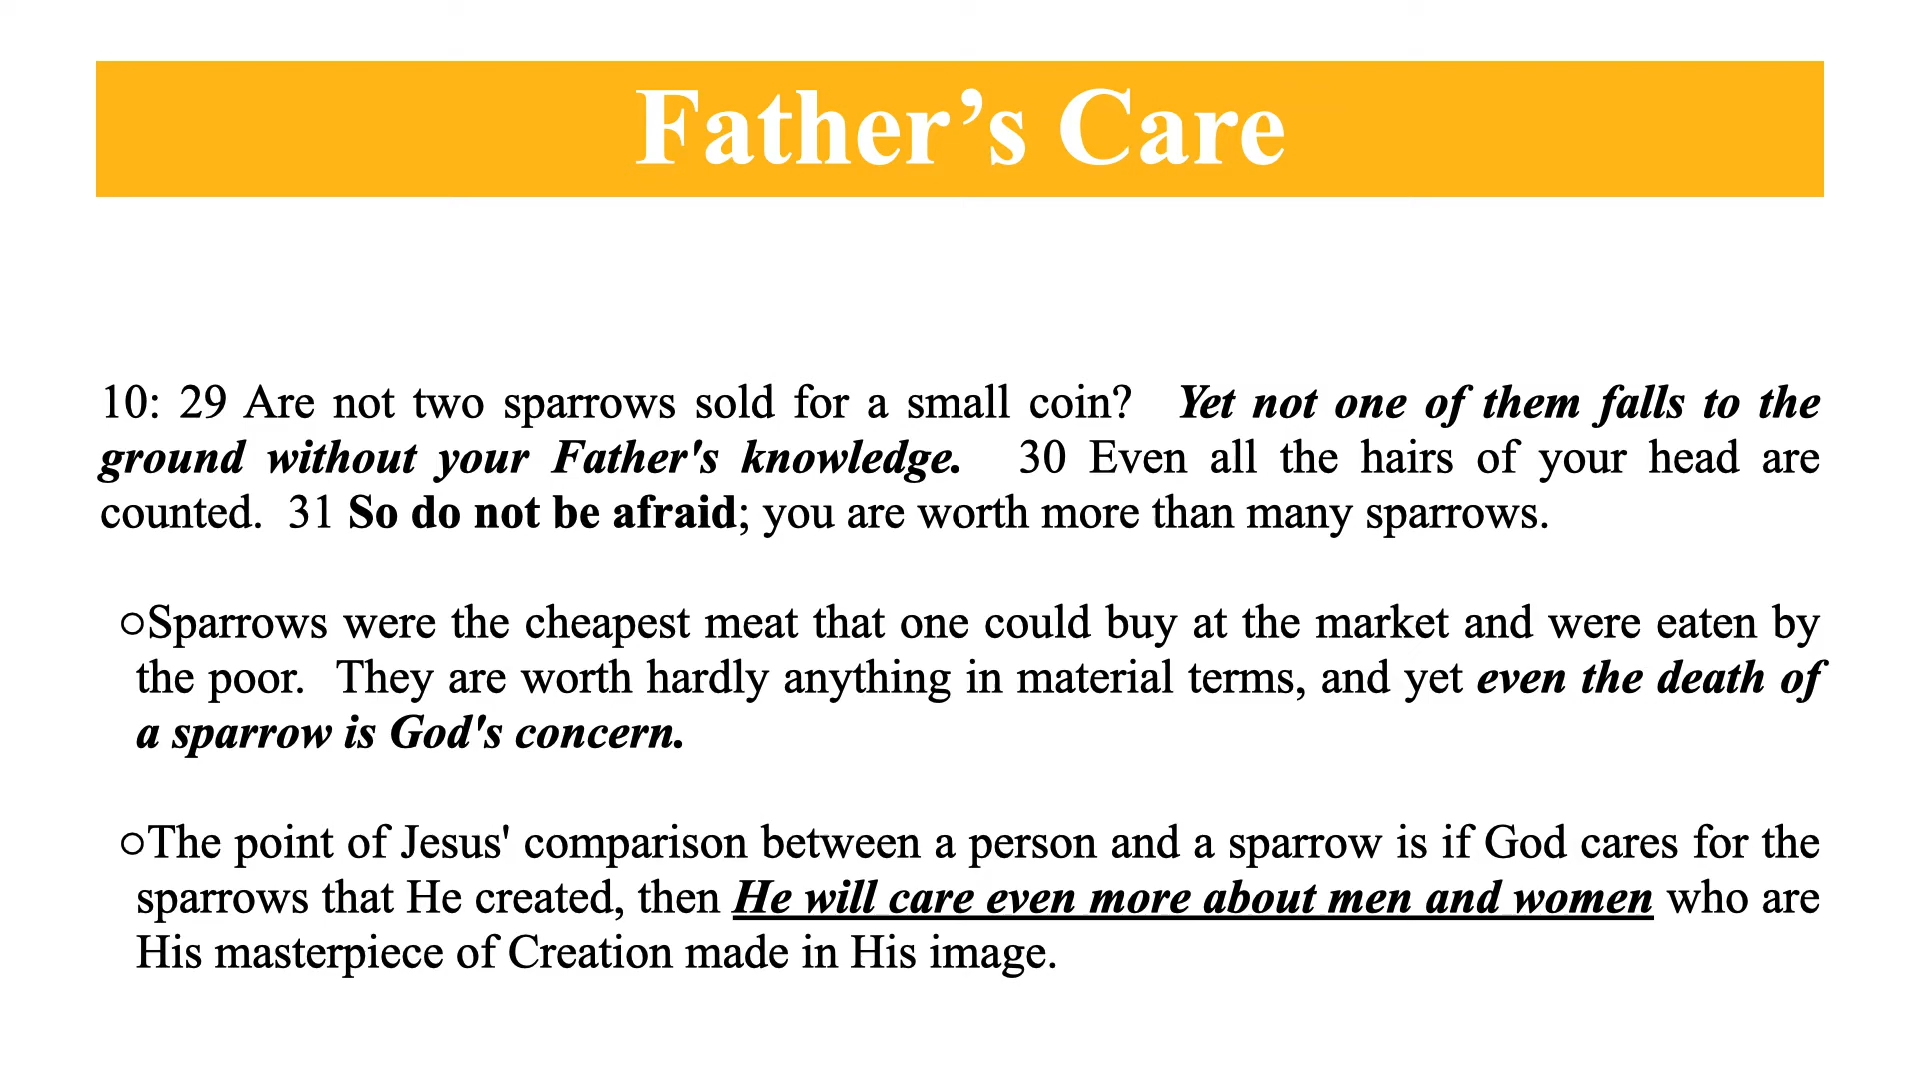 Father’s Care
10: 29 Are not two sparrows sold for a small coin?  Yet not one of them falls to the
ground without your Father's knowledge.  30 Even all the hairs of your head are
counted.  31 So do not be afraid; you are worth more than many sparrows.
○Sparrows were the cheapest meat that one could buy at the market and were eaten by
the poor.  They are worth hardly anything in material terms, and yet even the death of
a sparrow is God's concern.
○The point of Jesus' comparison between a person and a sparrow is if God cares for the
sparrows that He created, then He will care even more about men and women who are
His masterpiece of Creation made in His image.